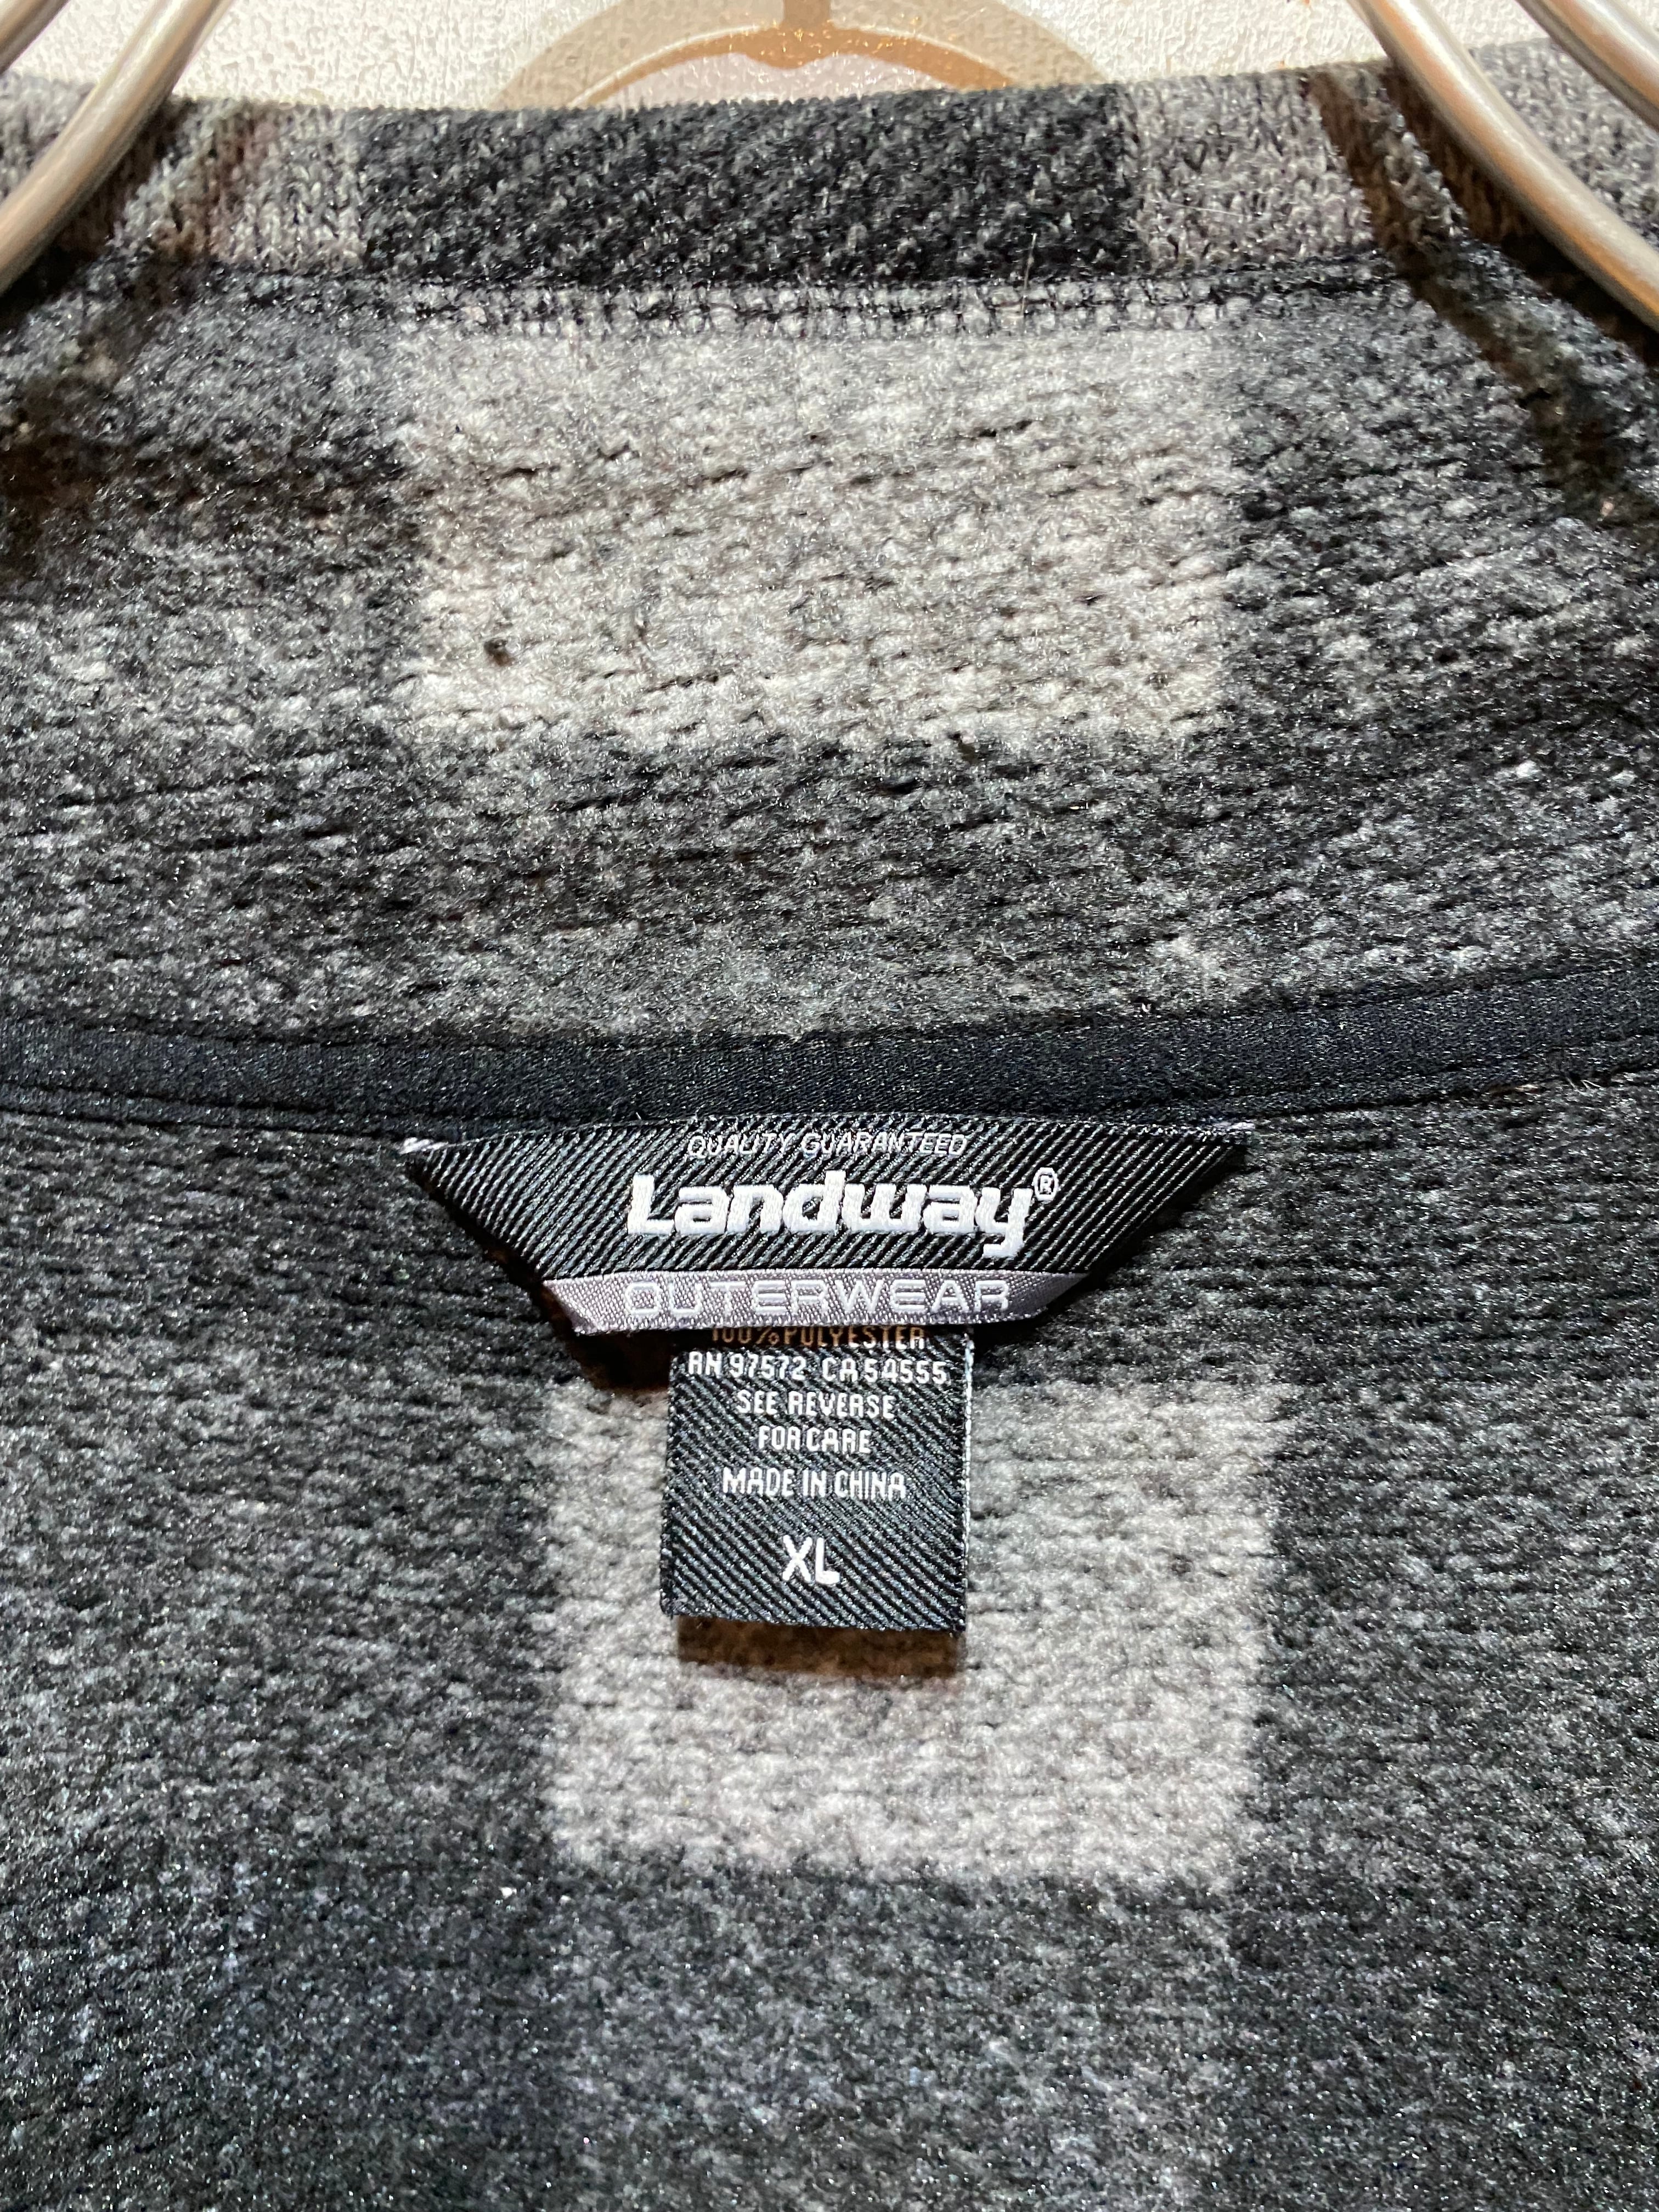 QUALITY GUARANTEED
Landway®
OUTERWEAR
100% POLYESTER
RN 97572 CA 54555
SEE REVERSE
FOR CARE
MADE IN CHINA
XL